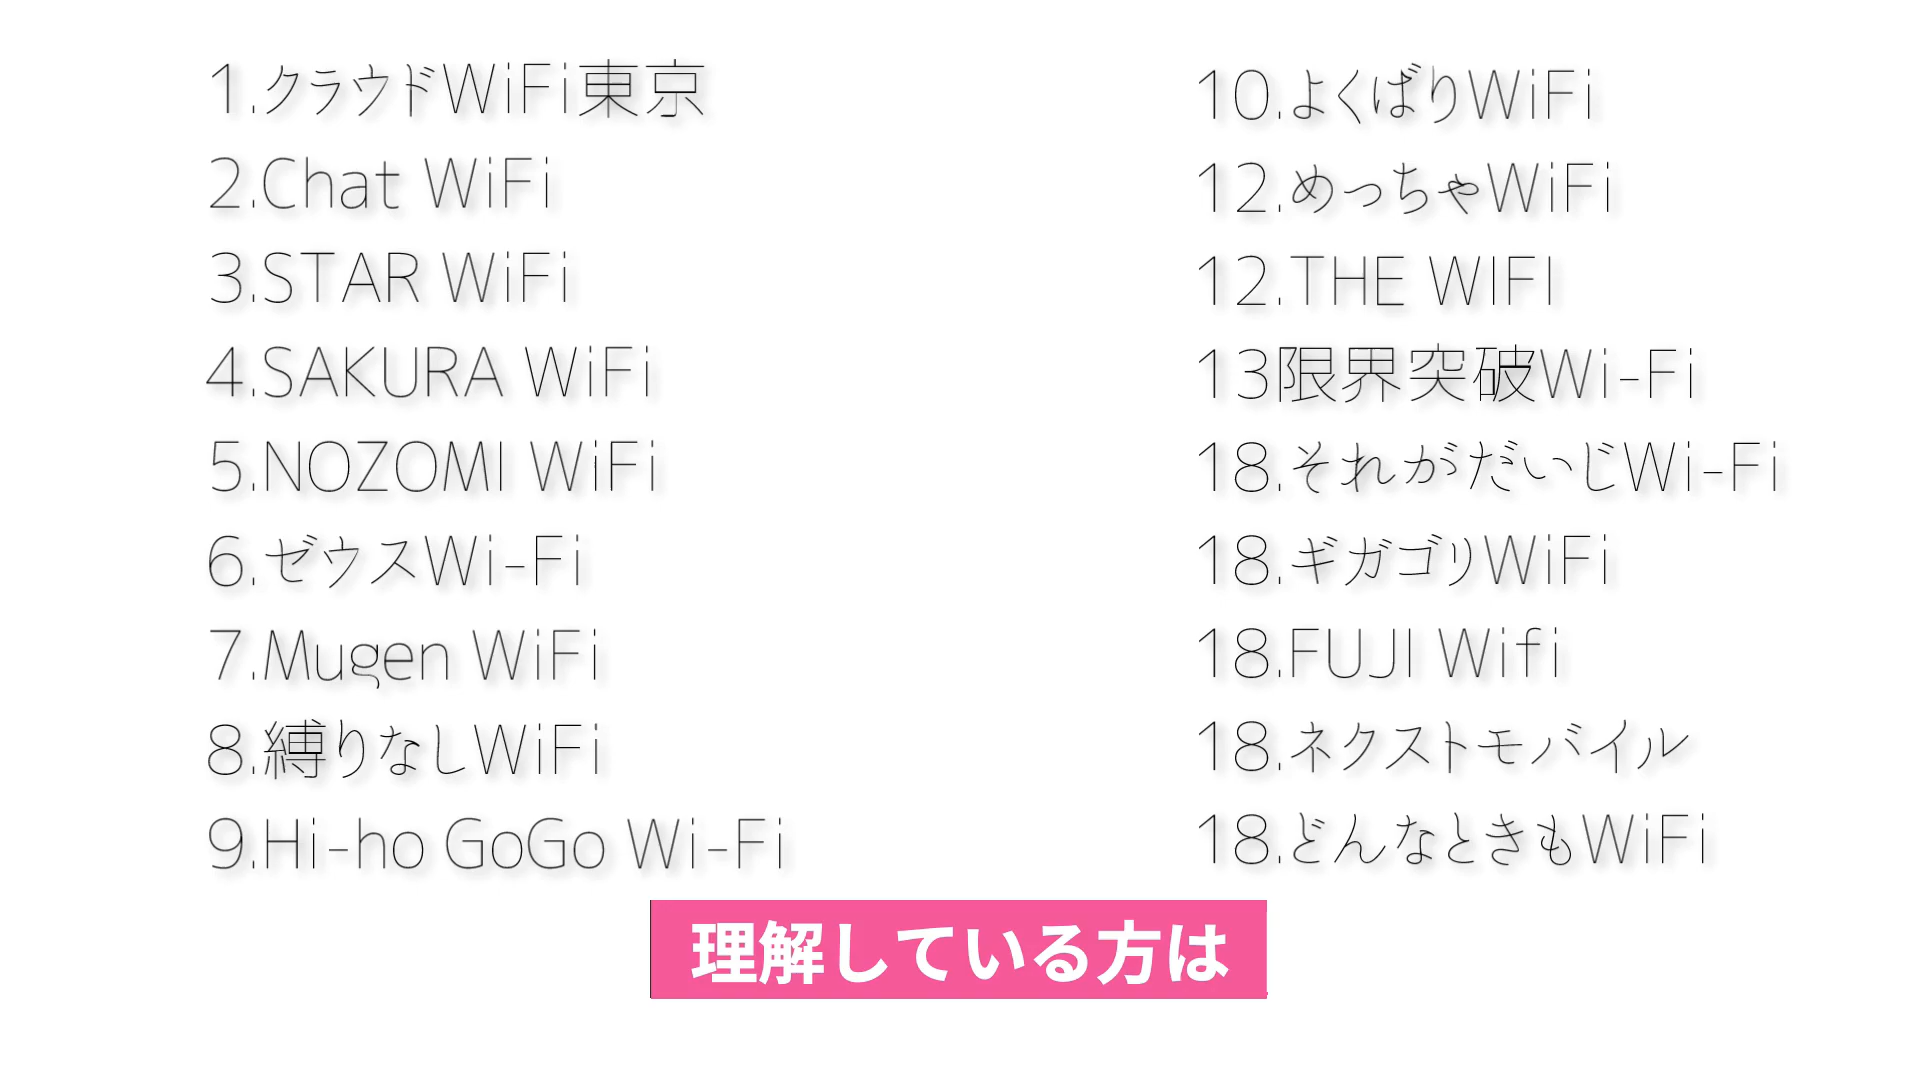 1.クラウドWiFi東京
2.Chat WiFi
3.STAR WiFi
4.SAKURA WiFi
5.NOZOMI WiFi
6.ゼウスWi-Fi
7.Mugen WiFi
8.縛りなしWiFi
9.Hi-ho GoGo Wi-Fi
10.よくばりWiFi
12.めっちゃWiFi
12.THE WIFI
13限界突破Wi-Fi
18.それがだいじWi-Fi
18.ギガゴリWiFi
18.FUJI Wifi
18.ネクストモバイル
18.どんなときもWiFi
理解している方は